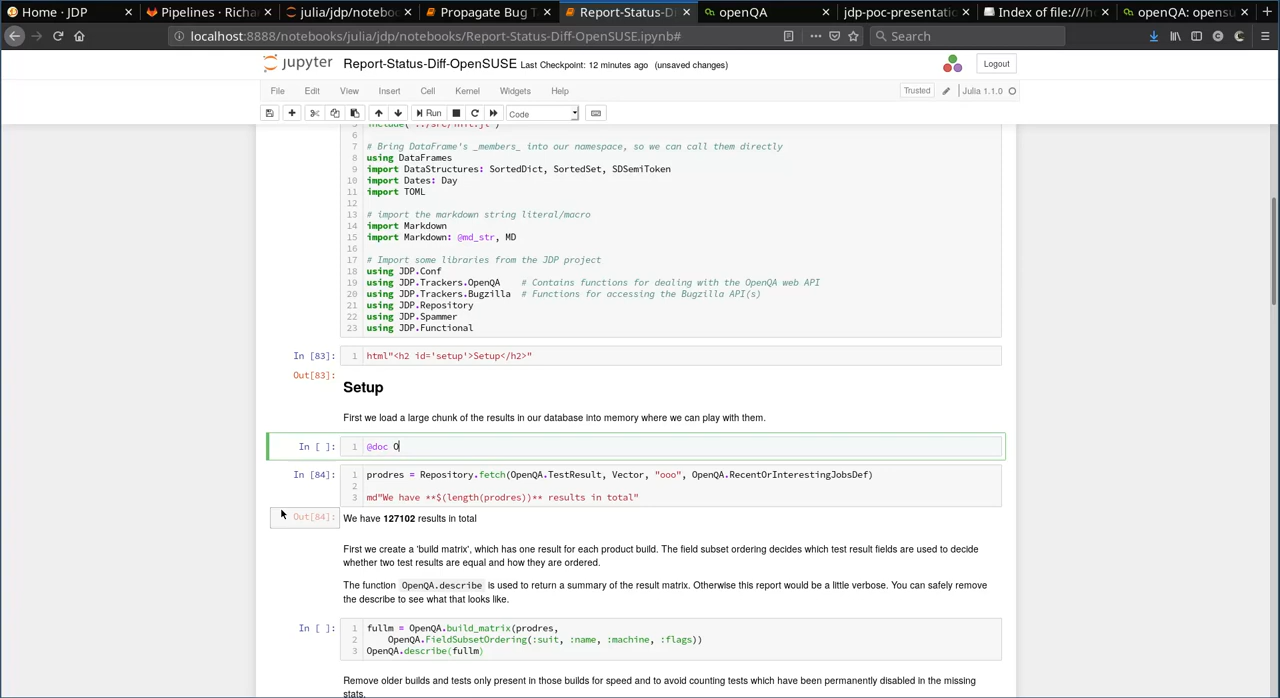 Home · JDP
Pipelines · Richa
julia/jdp/noteboo
Propagate Bug T
Report-Status-Di
openQA
jdp-poc-presentatio
Index of file:///h
openQA: opensu
localhost:8888/notebooks/julia/jdp/notebooks/Report-Status-Diff-OpenSUSE.ipynb#
Search
jupyter Report-Status-Diff-OpenSUSE Last Checkpoint: 12 minutes ago (unsaved changes)
Logout
File Edit View Insert Cell Kernel Widgets Help
Trusted Julia 1.1.0
Run Code
6
7 # Bring DataFrame's _members_ into our namespace, so we can call them directly
8 using DataFrames
9 import DataStructures: SortedDict, SortedSet, SDSemiToken
10 import Dates: Day
11 import TOML
12
13 # import the markdown string literal/macro
14 import Markdown
15 import Markdown: @md_str, MD
16
17 # Import some libraries from the JDP project
18 using JDP.Conf
19 using JDP.Trackers.OpenQA # Contains functions for dealing with the OpenQA web API
20 using JDP.Trackers.Bugzilla # Functions for accessing the Bugzilla API(s)
21 using JDP.Repository
22 using JDP.Spammer
23 using JDP.Functional
In [83]: 1 html"<h2 id='setup'>Setup</h2>"
Out[83]:
Setup
First we load a large chunk of the results in our database into memory where we can play with them.
In [ ]: 1 @doc O
In [84]: 1 prodres = Repository.fetch(OpenQA.TestResult, Vector, "ooo", OpenQA.RecentOrInterestingJobsDef)
2
3 md"We have **$(length(prodres))** results in total"
Out[84]: We have 127102 results in total
First we create a 'build matrix', which has one result for each product build. The field subset ordering decides which test result fields are used to decide
whether two test results are equal and how they are ordered.
The function OpenQA.describe is used to return a summary of the result matrix. Otherwise this report would be a little verbose. You can safely remove
the describe to see what that looks like.
In [ ]: 1 fullm = OpenQA.build_matrix(prodres,
2 OpenQA.FieldSubsetOrdering(:suit, :name, :machine, :flags))
3 OpenQA.describe(fullm)
Remove older builds and tests only present in those builds for speed and to avoid counting tests which have been permanently disabled in the missing
stats.